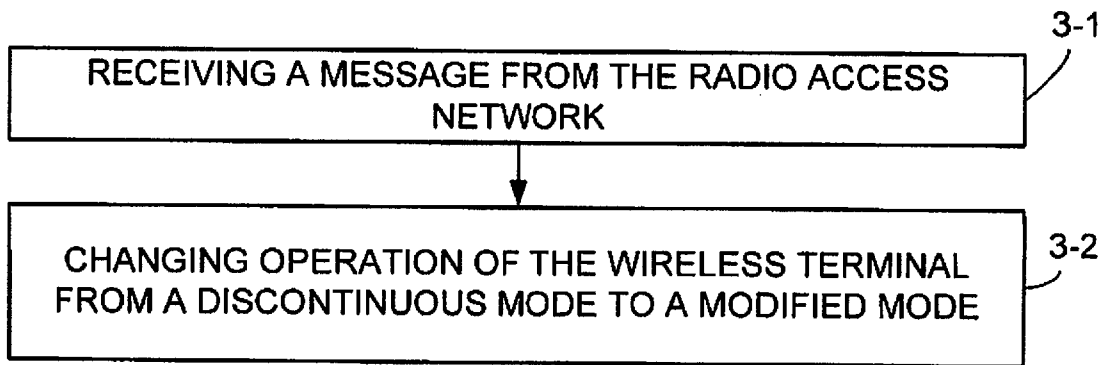 3-1
RECEIVING A MESSAGE FROM THE RADIO ACCESS
NETWORK
3-2
CHANGING OPERATION OF THE WIRELESS TERMINAL
FROM A DISCONTINUOUS MODE TO A MODIFIED MODE